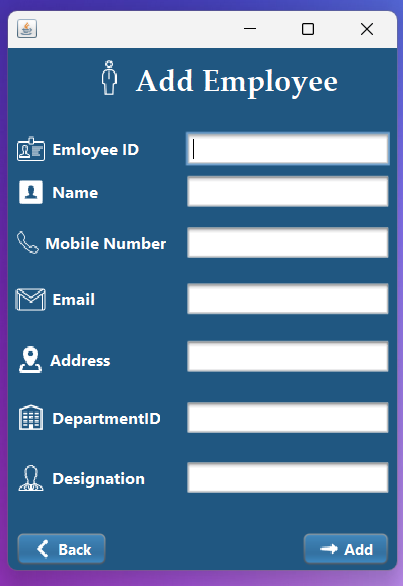 Add Employee
Emloyee ID
Name
Mobile Number
Email
Address
DepartmentID
Designation
Back
Add